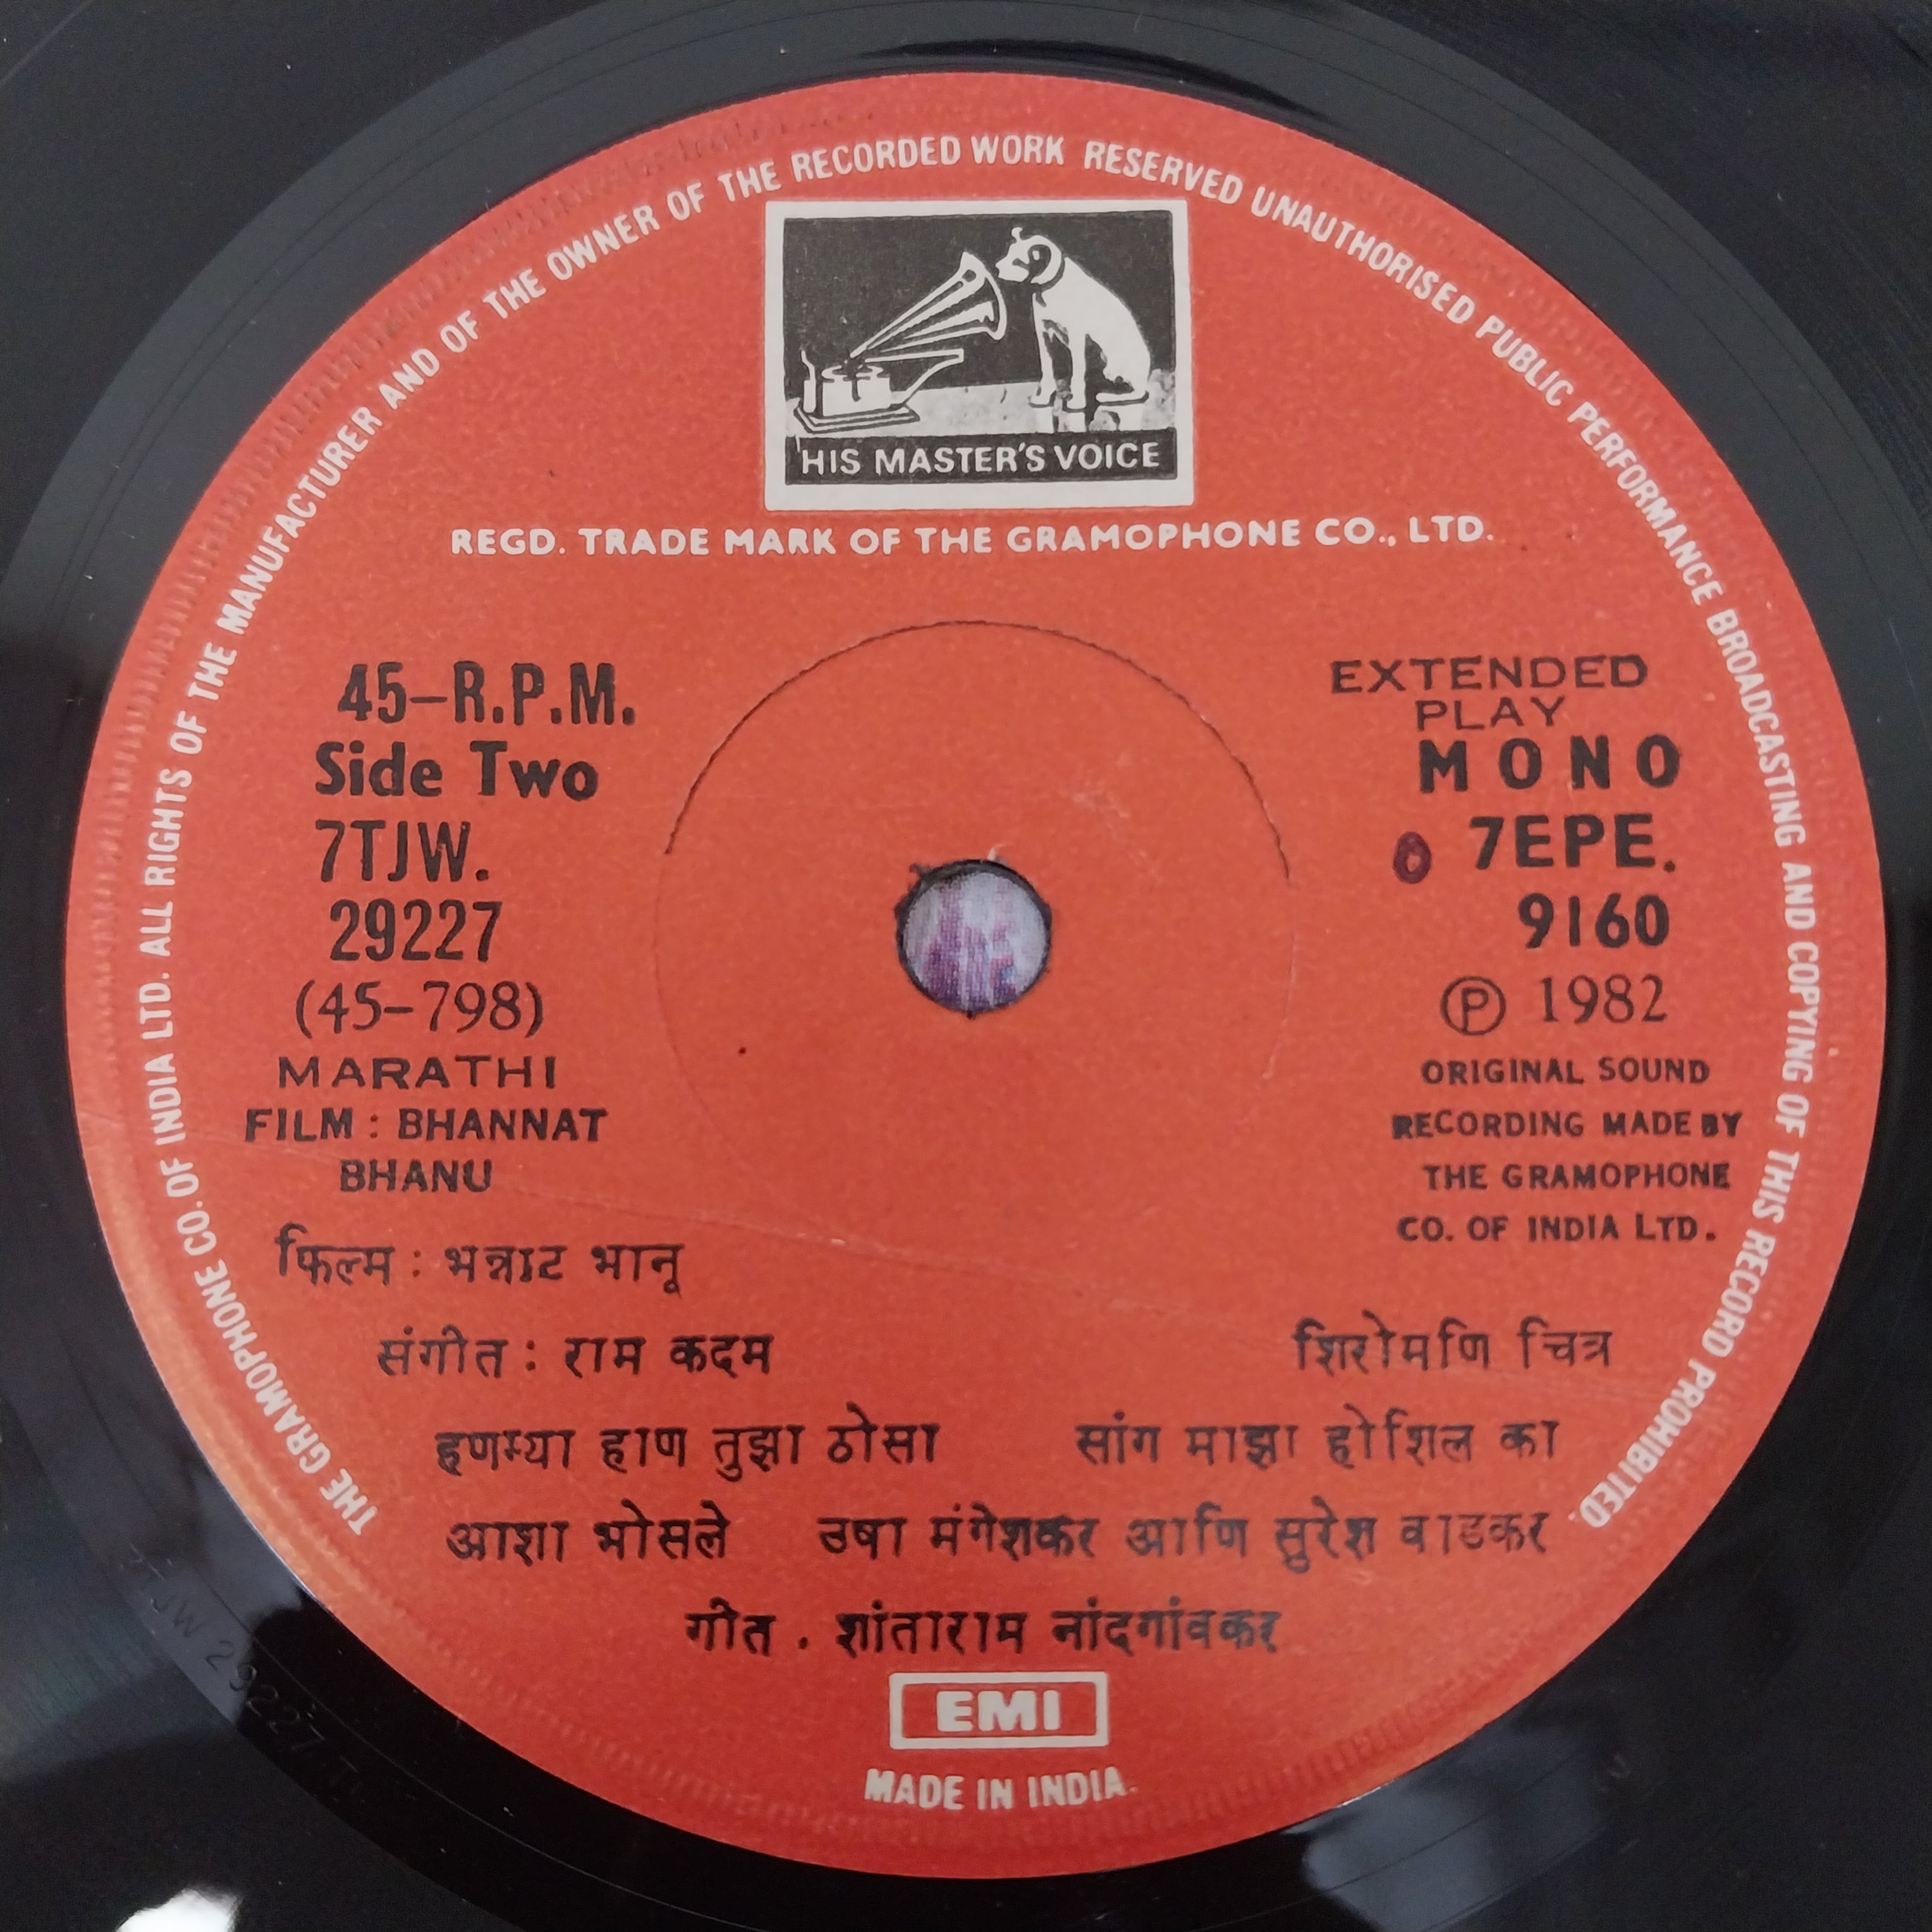 THE GRAMOPHONE CO. OF INDIA LTD. ALL RIGHTS OF THE MANUFACTURER AND OF THE OWNER OF THE RECORDED WORK RESERVED UNAUTHORISED PUBLIC PERFORMANCE BROADCASTING AND COPYING OF THIS RECORD PROHIBITED
'HIS MASTER'S VOICE
REGD. TRADE MARK OF THE GRAMOPHONE CO., LTD.
45–R.P.M.
Side Two
7TJW.
29227
(45–798)
MARATHI
FILM : BHANNAT
BHANU
EXTENDED
PLAY
MONO
7EPE.
9160
Ⓟ 1982
ORIGINAL SOUND
RECORDING MADE BY
THE GRAMOPHONE
CO. OF INDIA LTD.
फिल्म : भन्नाट भानू
संगीत : राम कदम
शिरोमणि चित्र
हणम्या हाण तुझा ठोसा
सांग माझा होशिल का
आशा भोसले
उषा मंगेशकर आणि सुरेश वाडकर
गीत . शांताराम नांदगांवकर
EMI
MADE IN INDIA.